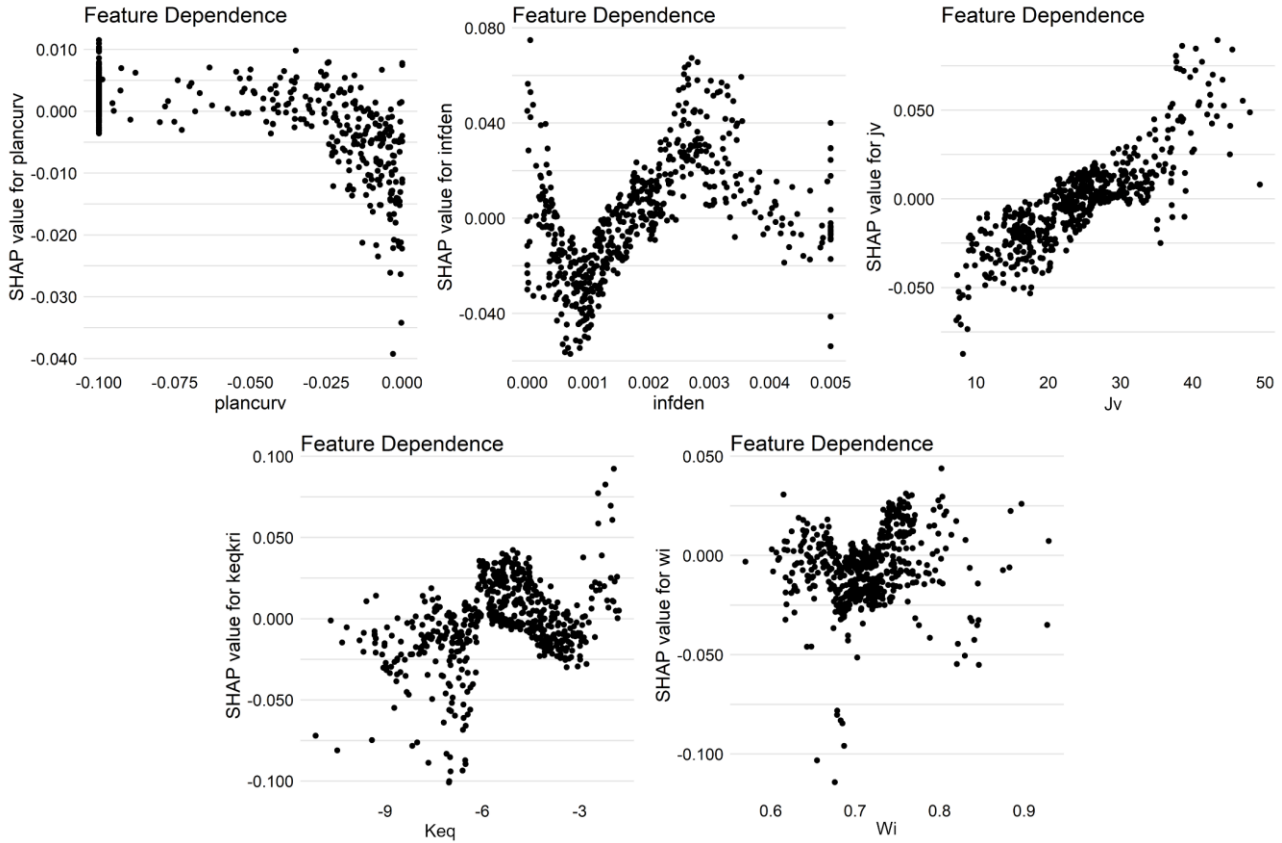 Feature Dependence
SHAP value for plancurv
0.010
0.000
-0.010
-0.020
-0.030
-0.040
-0.100 -0.075 -0.050 -0.025 0.000
plancurv
Feature Dependence
SHAP value for infden
0.080
0.040
0.000
-0.040
0.000 0.001 0.002 0.003 0.004 0.005
infden
Feature Dependence
SHAP value for jv
0.050
0.000
-0.050
10 20 30 40 50
Jv
Feature Dependence
SHAP value for keqkri
0.100
0.050
0.000
-0.050
-0.100
-9 -6 -3
Keq
Feature Dependence
SHAP value for wi
0.050
0.000
-0.050
-0.100
0.6 0.7 0.8 0.9
Wi